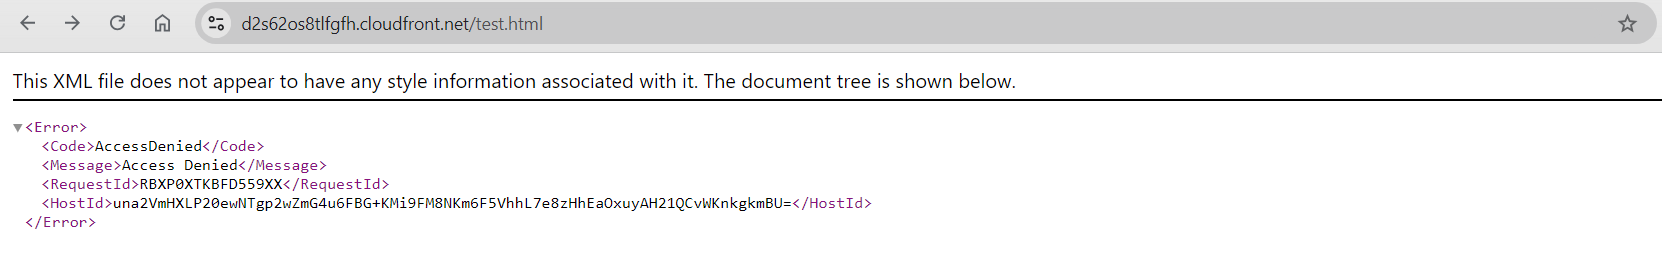 d2s62os8tlfgfh.cloudfront.net/test.html
This XML file does not appear to have any style information associated with it. The document tree is shown below.
▼<Error>
<Code>AccessDenied</Code>
<Message>Access Denied</Message>
<RequestId>RBXP0XTKBFD559XX</RequestId>
<HostId>una2VmHXLP20ewNTgp2wZmG4u6FBG+KMi9FM8NKm6F5VhhL7e8zHhEaOxuyAH21QCvWKnkgkmBU=</HostId>
</Error>